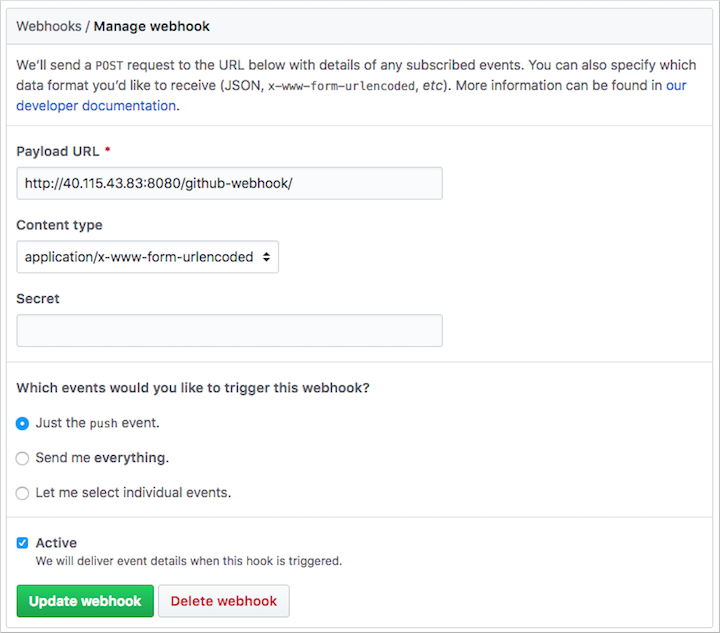 Webhooks / Manage webhook
We’ll send a POST request to the URL below with details of any subscribed events. You can also specify which
data format you’d like to receive (JSON, x-www-form-urlencoded, etc). More information can be found in our
developer documentation.
Payload URL *
http://40.115.43.83:8080/github-webhook/
Content type
application/x-www-form-urlencoded
Secret
Which events would you like to trigger this webhook?
Just the push event.
Send me everything.
Let me select individual events.
Active
We will deliver event details when this hook is triggered.
Update webhook Delete webhook